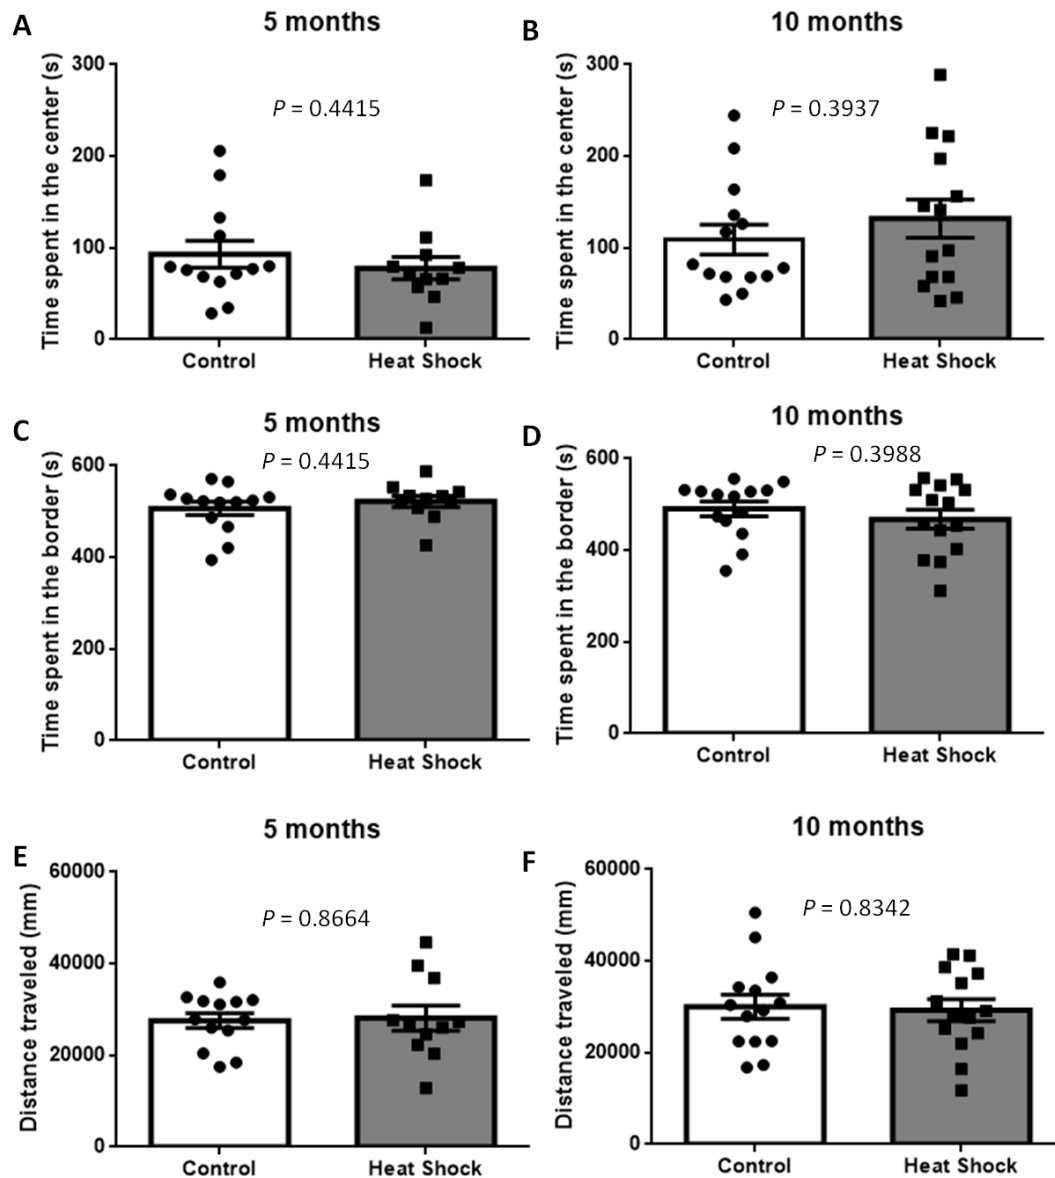 A
5 months
Time spent in the center (s)
300
200
100
0
P = 0.4415
Control
Heat Shock
B
10 months
Time spent in the center (s)
300
200
100
0
P = 0.3937
Control
Heat Shock
C
5 months
Time spent in the border (s)
600
400
200
0
P = 0.4415
Control
Heat Shock
D
10 months
Time spent in the border (s)
600
400
200
0
P = 0.3988
Control
Heat Shock
E
5 months
Distance traveled (mm)
60000
40000
20000
0
P = 0.8664
Control
Heat Shock
F
10 months
Distance traveled (mm)
60000
40000
20000
0
P = 0.8342
Control
Heat Shock